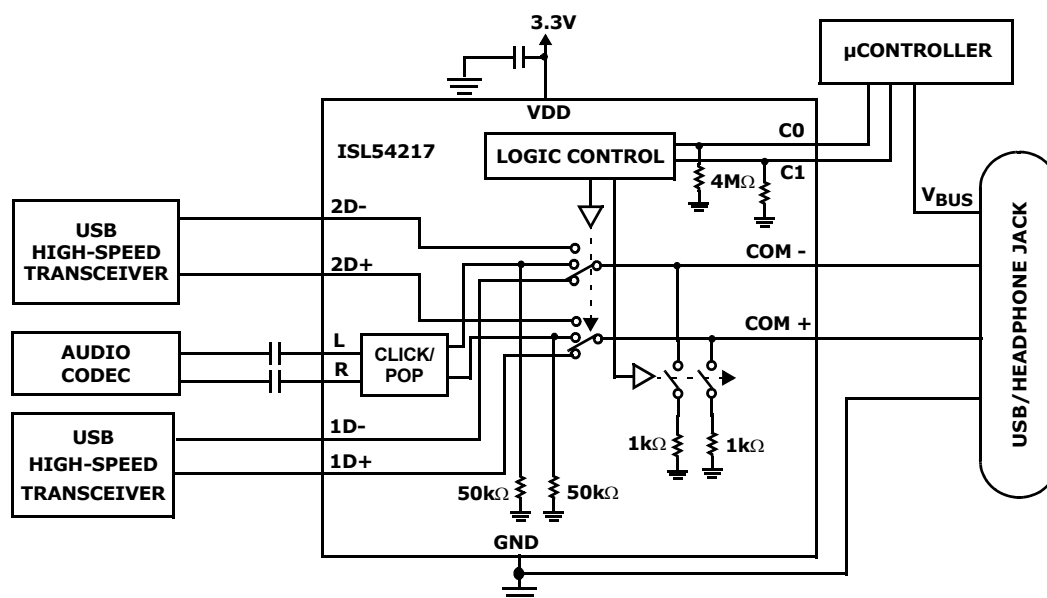 3.3V
µCONTROLLER
VDD
ISL54217
LOGIC CONTROL
C0
C1
4MΩ
VBUS
USB
HIGH-SPEED
TRANSCEIVER
2D-
2D+
COM -
COM +
USB/HEADPHONE JACK
AUDIO
CODEC
L
R
CLICK/
POP
USB
HIGH-SPEED
TRANSCEIVER
1D-
1D+
50kΩ
50kΩ
1kΩ
1kΩ
GND